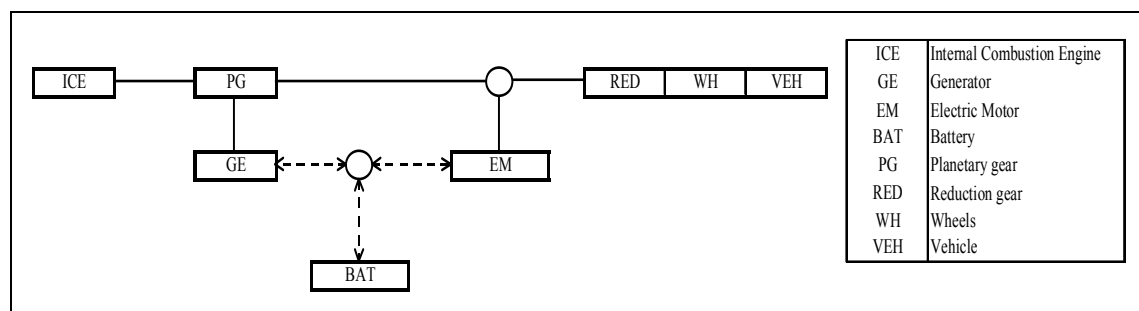 ICE PG RED WH VEH
GE EM
BAT
ICE Internal Combustion Engine
GE Generator
EM Electric Motor
BAT Battery
PG Planetary gear
RED Reduction gear
WH Wheels
VEH Vehicle